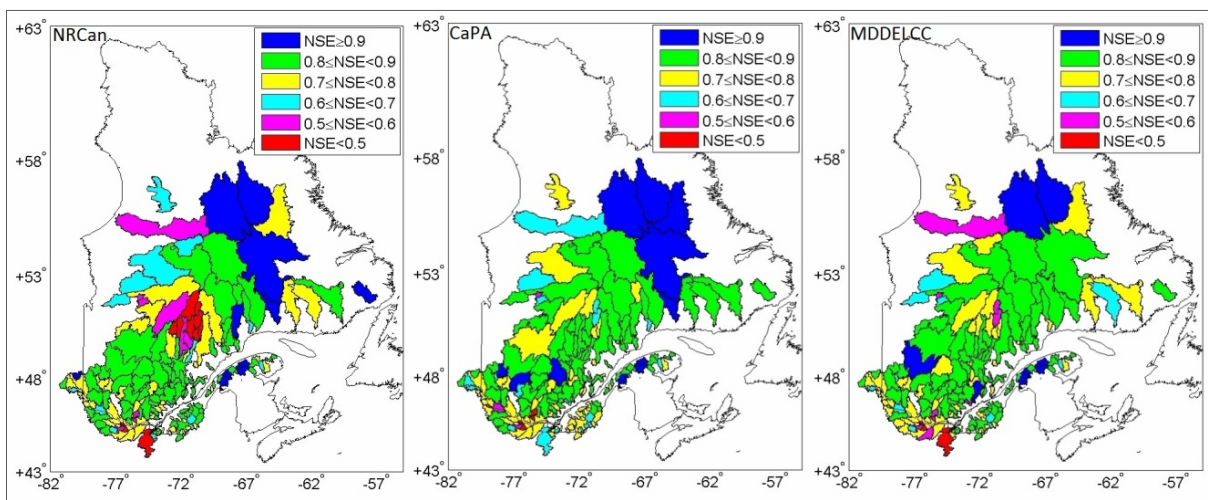 NRCan
NSE≥0.9
0.8≤NSE<0.9
0.7≤NSE<0.8
0.6≤NSE<0.7
0.5≤NSE<0.6
NSE<0.5
+63°
+58°
+53°
+48°
+43°
-82° -77° -72° -67° -62° -57°
CaPA
NSE≥0.9
0.8≤NSE<0.9
0.7≤NSE<0.8
0.6≤NSE<0.7
0.5≤NSE<0.6
NSE<0.5
+63°
+58°
+53°
+48°
+43°
-82° -77° -72° -67° -62° -57°
MDDELCC
NSE≥0.9
0.8≤NSE<0.9
0.7≤NSE<0.8
0.6≤NSE<0.7
0.5≤NSE<0.6
NSE<0.5
+63°
+58°
+53°
+48°
+43°
-82° -77° -72° -67° -62° -57°